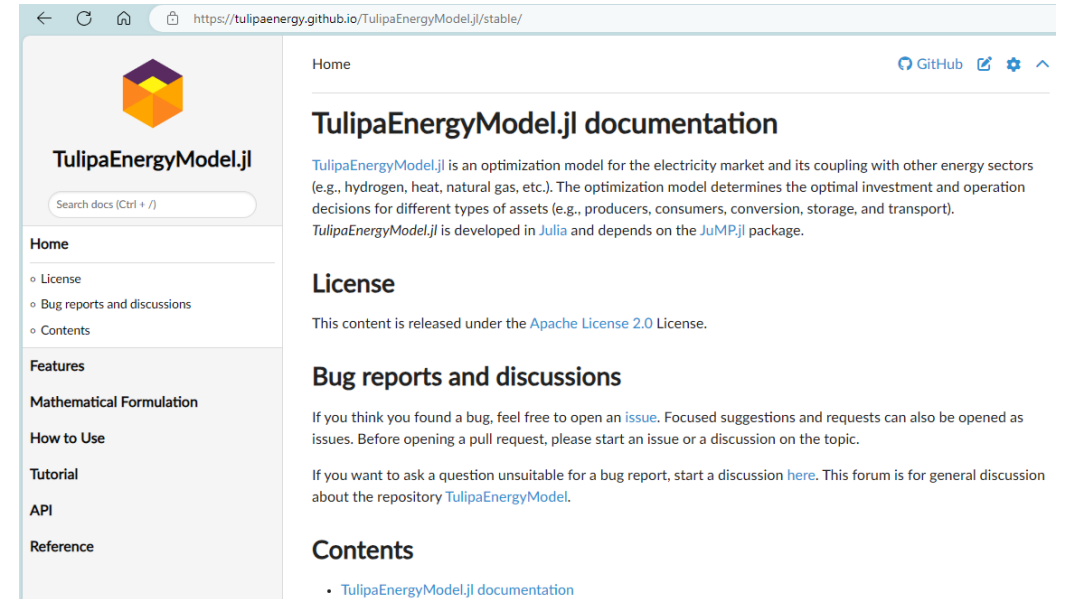 https://tulipaenergy.github.io/TulipaEnergyModel.jl/stable/
TulipaEnergyModel.jl
Search docs (Ctrl + /)
Home
License
Bug reports and discussions
Contents
Features
Mathematical Formulation
How to Use
Tutorial
API
Reference
Home
GitHub
TulipaEnergyModel.jl documentation
TulipaEnergyModel.jl is an optimization model for the electricity market and its coupling with other energy sectors
(e.g., hydrogen, heat, natural gas, etc.). The optimization model determines the optimal investment and operation
decisions for different types of assets (e.g., producers, consumers, conversion, storage, and transport).
TulipaEnergyModel.jl is developed in Julia and depends on the JuMP.jl package.
License
This content is released under the Apache License 2.0 License.
Bug reports and discussions
If you think you found a bug, feel free to open an issue. Focused suggestions and requests can also be opened as
issues. Before opening a pull request, please start an issue or a discussion on the topic.
If you want to ask a question unsuitable for a bug report, start a discussion here. This forum is for general discussion
about the repository TulipaEnergyModel.
Contents
TulipaEnergyModel.jl documentation